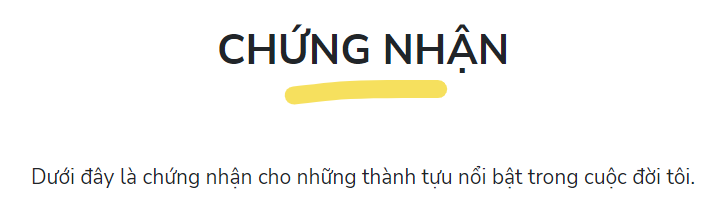 CHỨNG NHẬN
Dưới đây là chứng nhận cho những thành tựu nổi bật trong cuộc đời tôi.